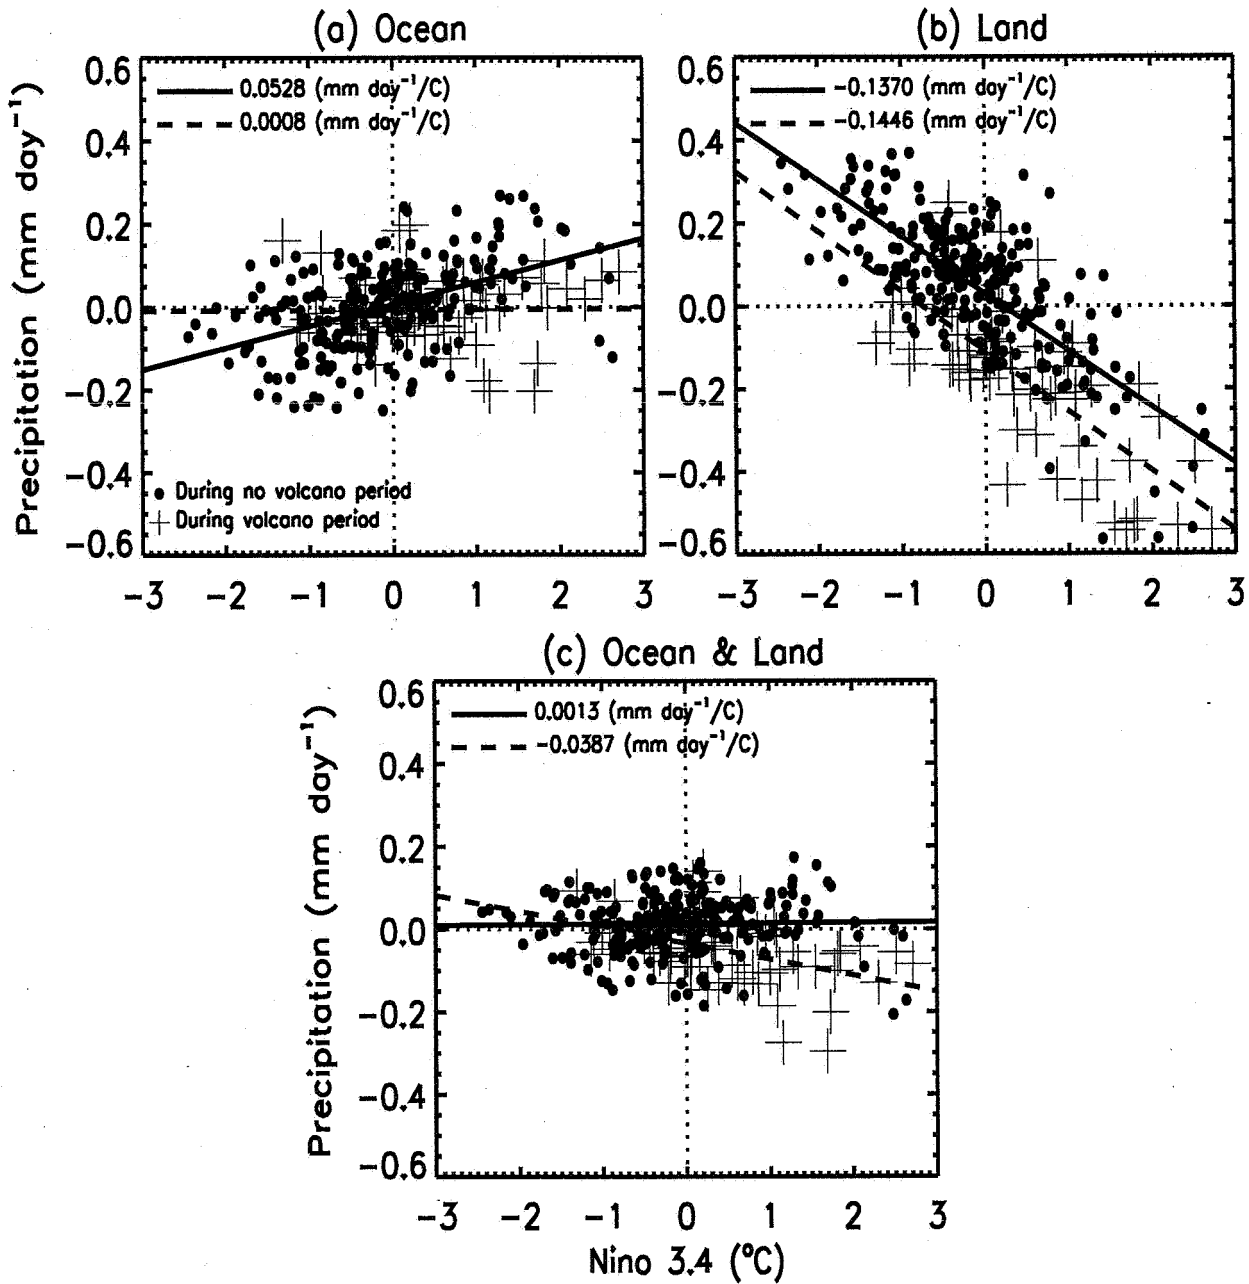 (a) Ocean
Precipitation (mm day⁻¹)
0.6
0.4
0.2
0.0
−0.2
−0.4
−0.6
0.0528 (mm day⁻¹/C)
0.0008 (mm day⁻¹/C)
During no volcano period
During volcano period
−3 −2 −1 0 1 2 3
(b) Land
0.6
0.4
0.2
0.0
−0.2
−0.4
−0.6
−0.1370 (mm day⁻¹/C)
−0.1446 (mm day⁻¹/C)
−3 −2 −1 0 1 2 3
(c) Ocean & Land
Precipitation (mm day⁻¹)
0.6
0.4
0.2
0.0
−0.2
−0.4
−0.6
0.0013 (mm day⁻¹/C)
−0.0387 (mm day⁻¹/C)
−3 −2 −1 0 1 2 3
Nino 3.4 (°C)